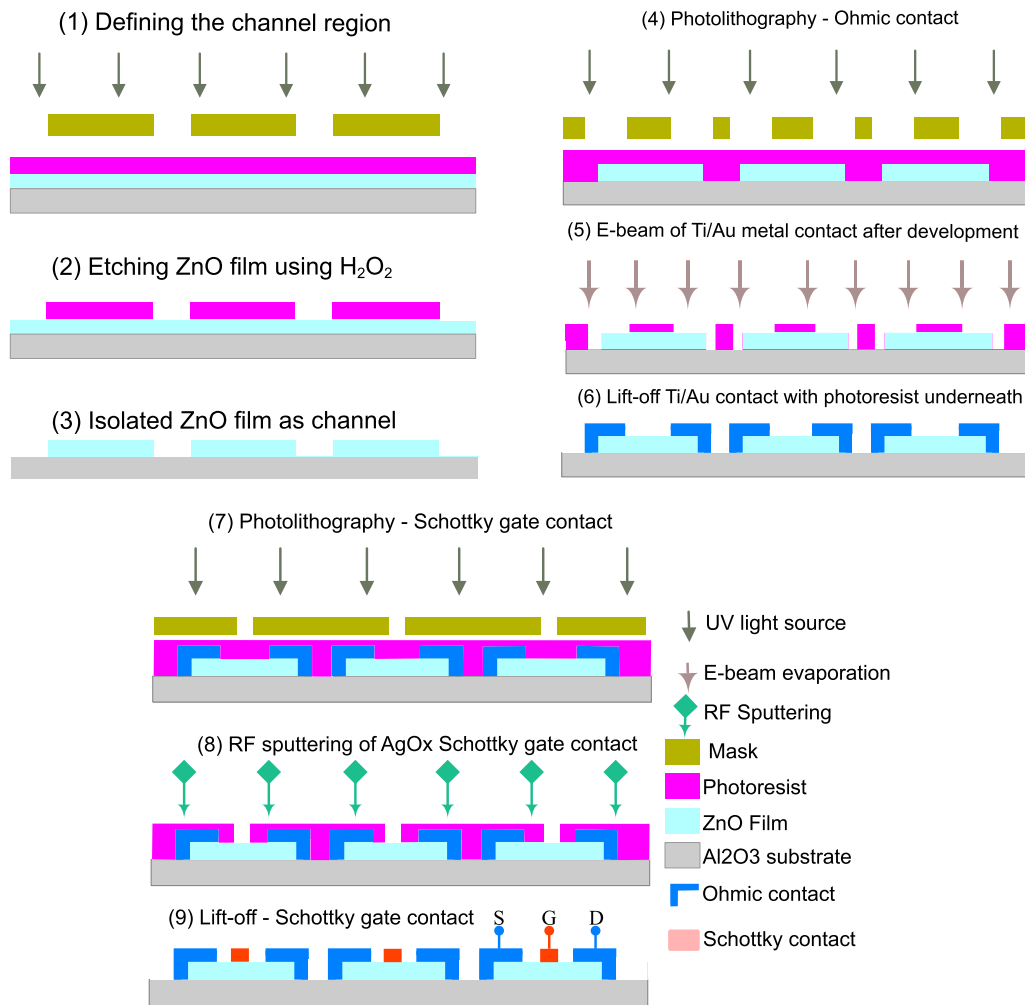 (1) Defining the channel region
(2) Etching ZnO film using H₂O₂
(3) Isolated ZnO film as channel
(4) Photolithography - Ohmic contact
(5) E-beam of Ti/Au metal contact after development
(6) Lift-off Ti/Au contact with photoresist underneath
(7) Photolithography - Schottky gate contact
(8) RF sputtering of AgOx Schottky gate contact
(9) Lift-off - Schottky gate contact
S G D
UV light source
E-beam evaporation
RF Sputtering
Mask
Photoresist
ZnO Film
Al2O3 substrate
Ohmic contact
Schottky contact